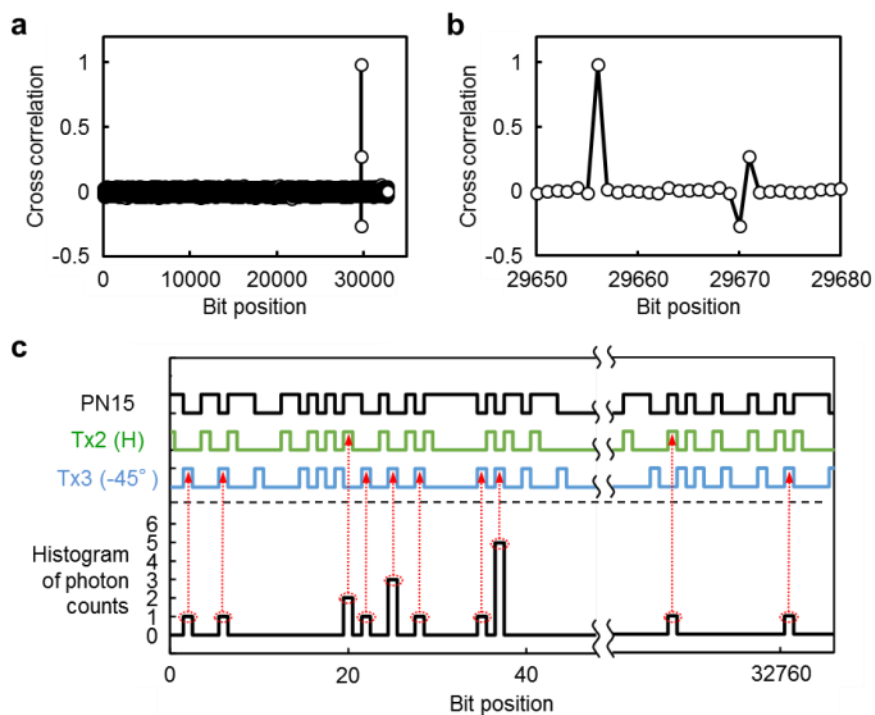 a
b
Cross correlation
1
0.5
0
-0.5
0 10000 20000 30000
Bit position
Cross correlation
1
0.5
0
-0.5
29650 29660 29670 29680
Bit position
c
PN15
Tx2 (H)
Tx3 (-45°)
Histogram
of photon
counts
6
5
4
3
2
1
0
0 20 40 32760
Bit position